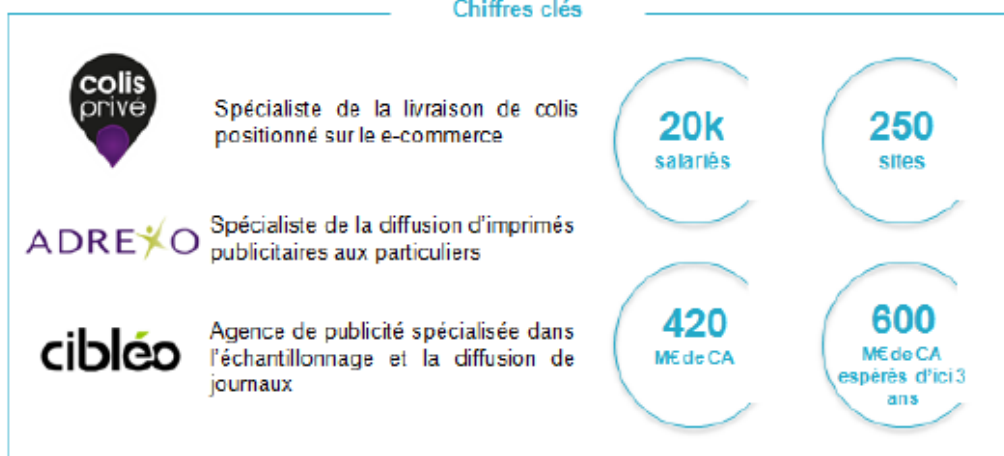 Chiffres clés
colis
privé
Spécialiste de la livraison de colis
positionné sur le e-commerce
ADREXO
Spécialiste de la diffusion d'imprimés
publicitaires aux particuliers
cibléo
Agence de publicité spécialisée dans
l'échantillonnage et la diffusion de
journaux
20k
salariés
250
sites
420
M€ de CA
600
M€ de CA
espérés d'ici 3
ans